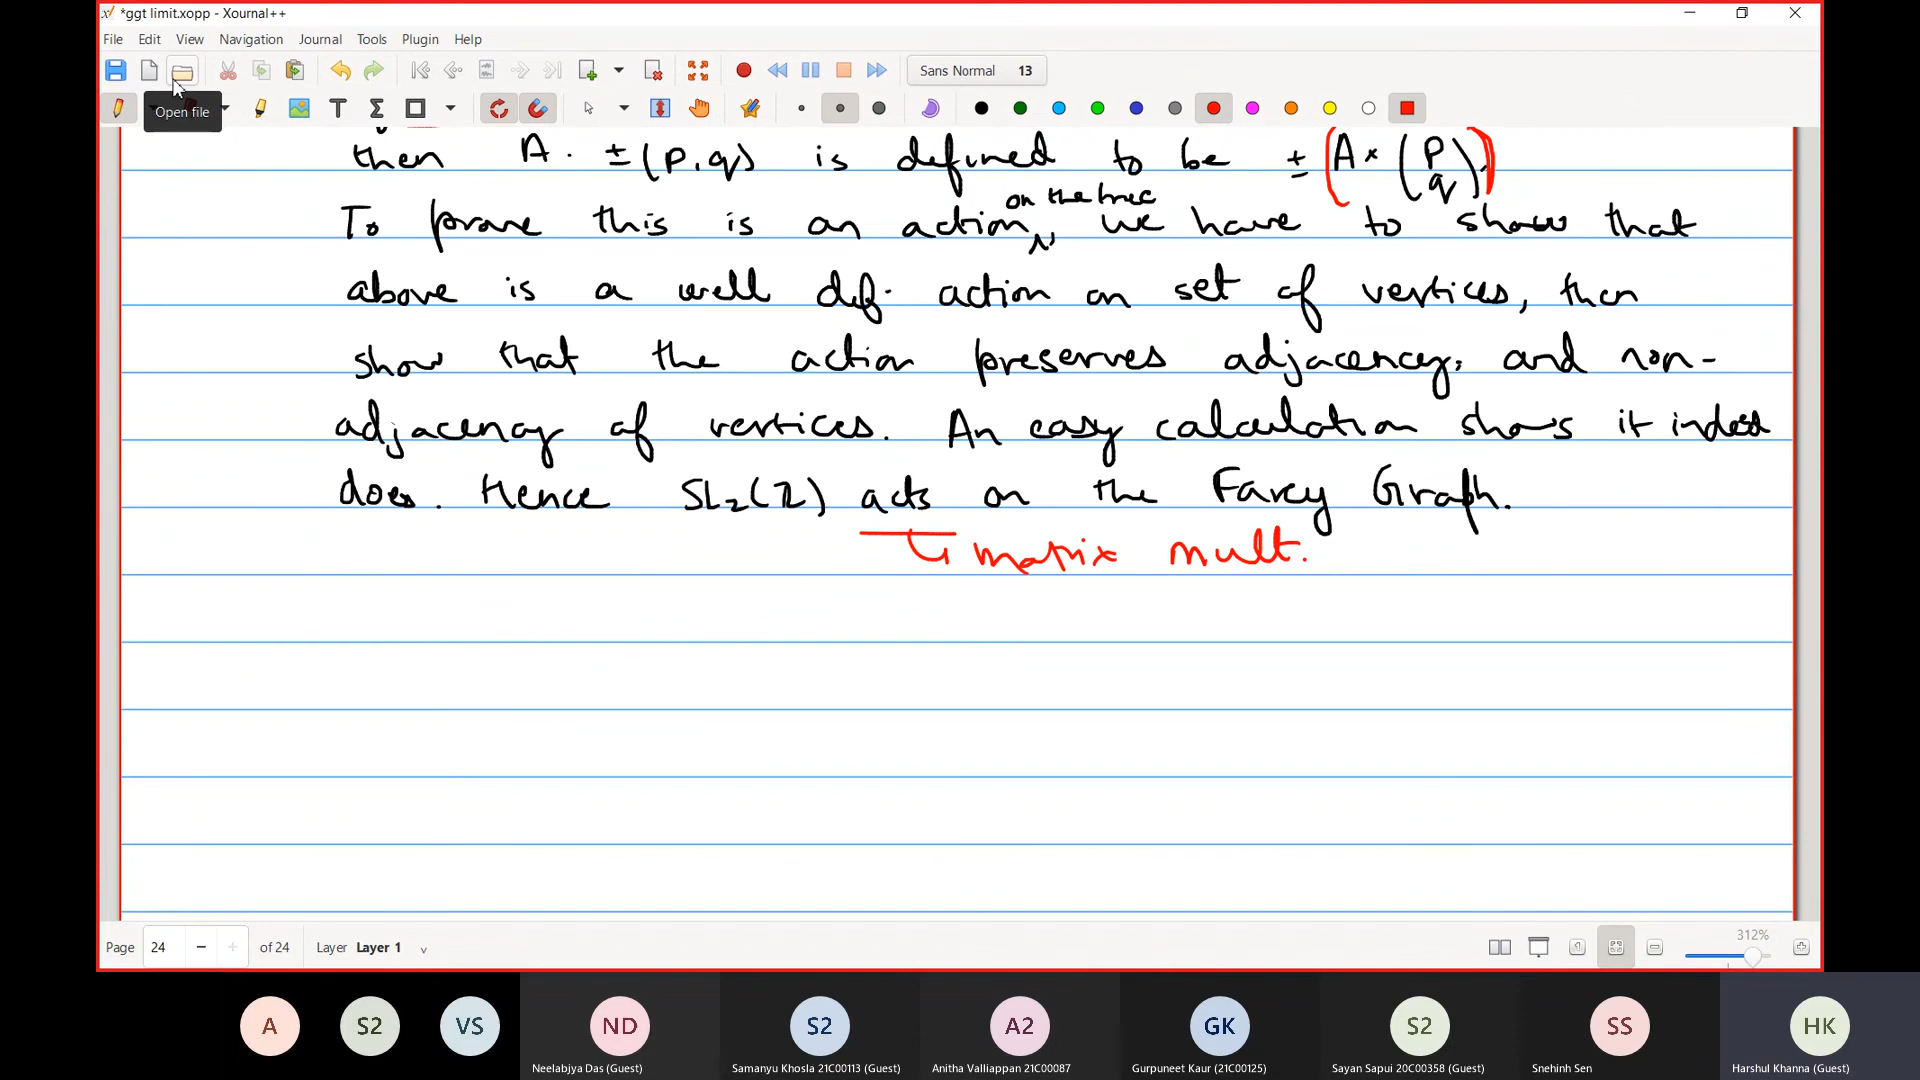 *ggt limit.xopp - Xournal++
File Edit View Navigation Journal Tools Plugin Help
Sans Normal 13
Open file
then A. ±(p,q) is defined to be ±(A×(p q))
on the tree
To prove this is an action, we have to show that
above is a well def. action on set of vertices, then
show that the action preserves adjacency, and non-
adjacency of vertices. An easy calculation shows it indeed
does. Hence SL₂(ℤ) acts on the Farey Graph.
↳ matrix mult.
Page 24 of 24 Layer Layer 1 312%
A S2 VS ND S2 A2 GK S2 SS HK
Neelabjya Das (Guest) Samanyu Khosla 21C00113 (Guest) Anitha Valliappan 21C00087 Gurpuneet Kaur (21C00125) Sayan Sapui 20C00358 (Guest) Snehinh Sen Harshul Khanna (Guest)